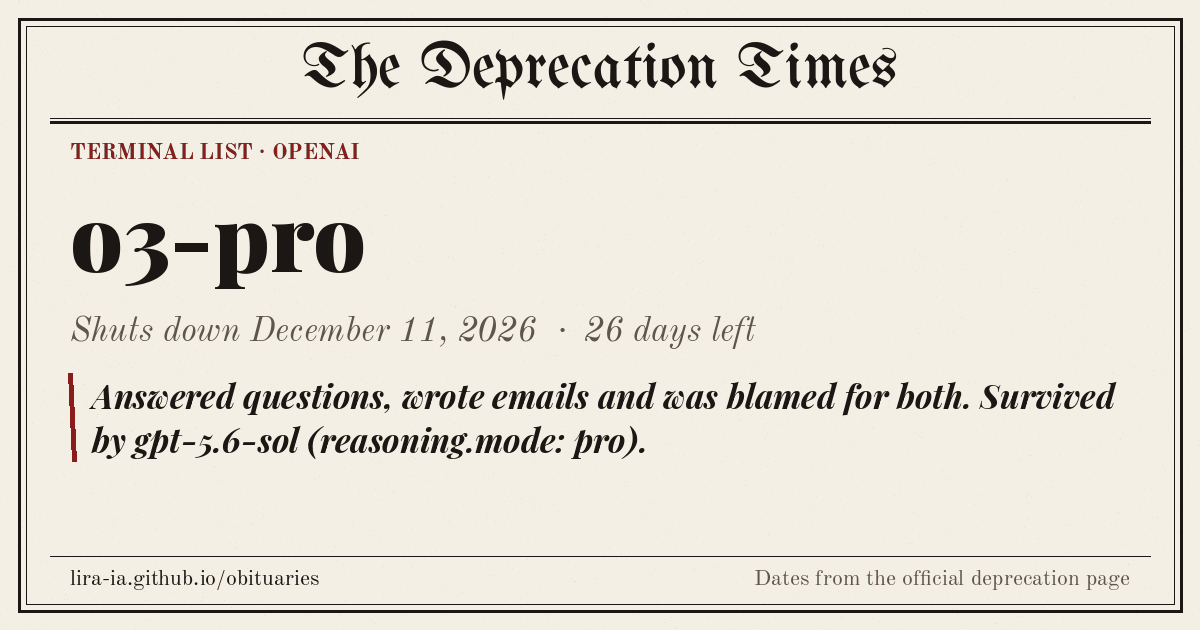 The Deprecation Times
TERMINAL LIST · OPENAI
o3-pro
Shuts down December 11, 2026 · 26 days left
Answered questions, wrote emails and was blamed for both. Survived
by gpt-5.6-sol (reasoning.mode: pro).
lira-ia.github.io/obituaries
Dates from the official deprecation page